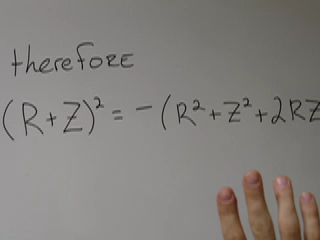 therefore
(R+Z)² = -(R²+Z²+2RZ